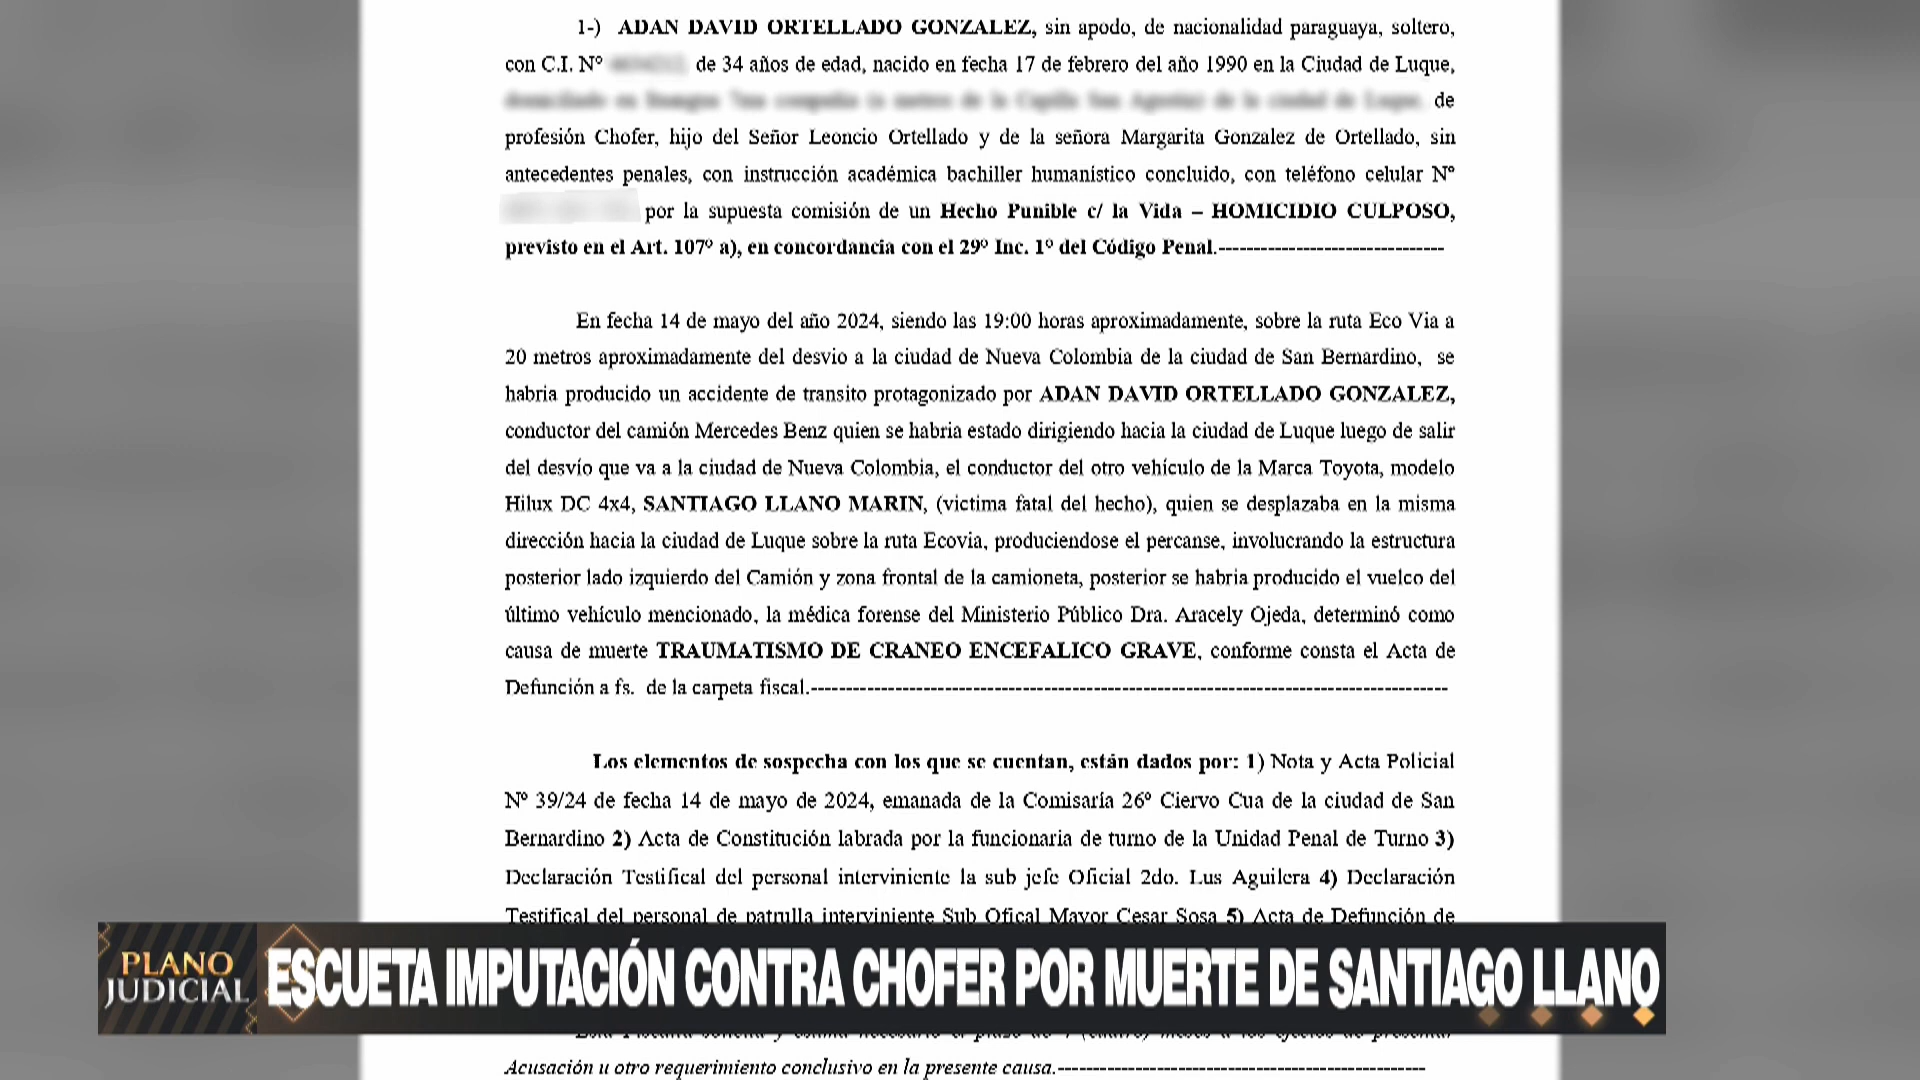 1-) ADAN DAVID ORTELLADO GONZALEZ, sin apodo, de nacionalidad paraguaya, soltero,
con C.I. Nº de 34 años de edad, nacido en fecha 17 de febrero del año 1990 en la Ciudad de Luque,
de
profesión Chofer, hijo del Señor Leoncio Ortellado y de la señora Margarita Gonzalez de Ortellado, sin
antecedentes penales, con instrucción académica bachiller humanístico concluido, con teléfono celular Nº
por la supuesta comisión de un Hecho Punible c/ la Vida – HOMICIDIO CULPOSO,
previsto en el Art. 107º a), en concordancia con el 29º Inc. 1º del Código Penal.--------------------------------
En fecha 14 de mayo del año 2024, siendo las 19:00 horas aproximadamente, sobre la ruta Eco Via a
20 metros aproximadamente del desvio a la ciudad de Nueva Colombia de la ciudad de San Bernardino, se
habria producido un accidente de transito protagonizado por ADAN DAVID ORTELLADO GONZALEZ,
conductor del camión Mercedes Benz quien se habria estado dirigiendo hacia la ciudad de Luque luego de salir
del desvío que va a la ciudad de Nueva Colombia, el conductor del otro vehículo de la Marca Toyota, modelo
Hilux DC 4x4, SANTIAGO LLANO MARIN, (victima fatal del hecho), quien se desplazaba en la misma
dirección hacia la ciudad de Luque sobre la ruta Ecovia, produciendose el percanse, involucrando la estructura
posterior lado izquierdo del Camión y zona frontal de la camioneta, posterior se habria producido el vuelco del
último vehículo mencionado, la médica forense del Ministerio Público Dra. Aracely Ojeda, determinó como
causa de muerte TRAUMATISMO DE CRANEO ENCEFALICO GRAVE, conforme consta el Acta de
Defunción a fs. de la carpeta fiscal.--------------------------------------------------------------------------------------------
Los elementos de sospecha con los que se cuentan, están dados por: 1) Nota y Acta Policial
Nº 39/24 de fecha 14 de mayo de 2024, emanada de la Comisaría 26º Ciervo Cua de la ciudad de San
Bernardino 2) Acta de Constitución labrada por la funcionaria de turno de la Unidad Penal de Turno 3)
Declaración Testifical del personal interviniente la sub jefe Oficial 2do. Lus Aguilera 4) Declaración
Testifical del personal de patrulla interviniente Sub Ofical Mayor Cesar Sosa 5) Acta de Defunción de
PLANO
JUDICIAL
ESCUETA IMPUTACIÓN CONTRA CHOFER POR MUERTE DE SANTIAGO LLANO
Acusación u otro requerimiento conclusivo en la presente causa.-----------------------------------------------------